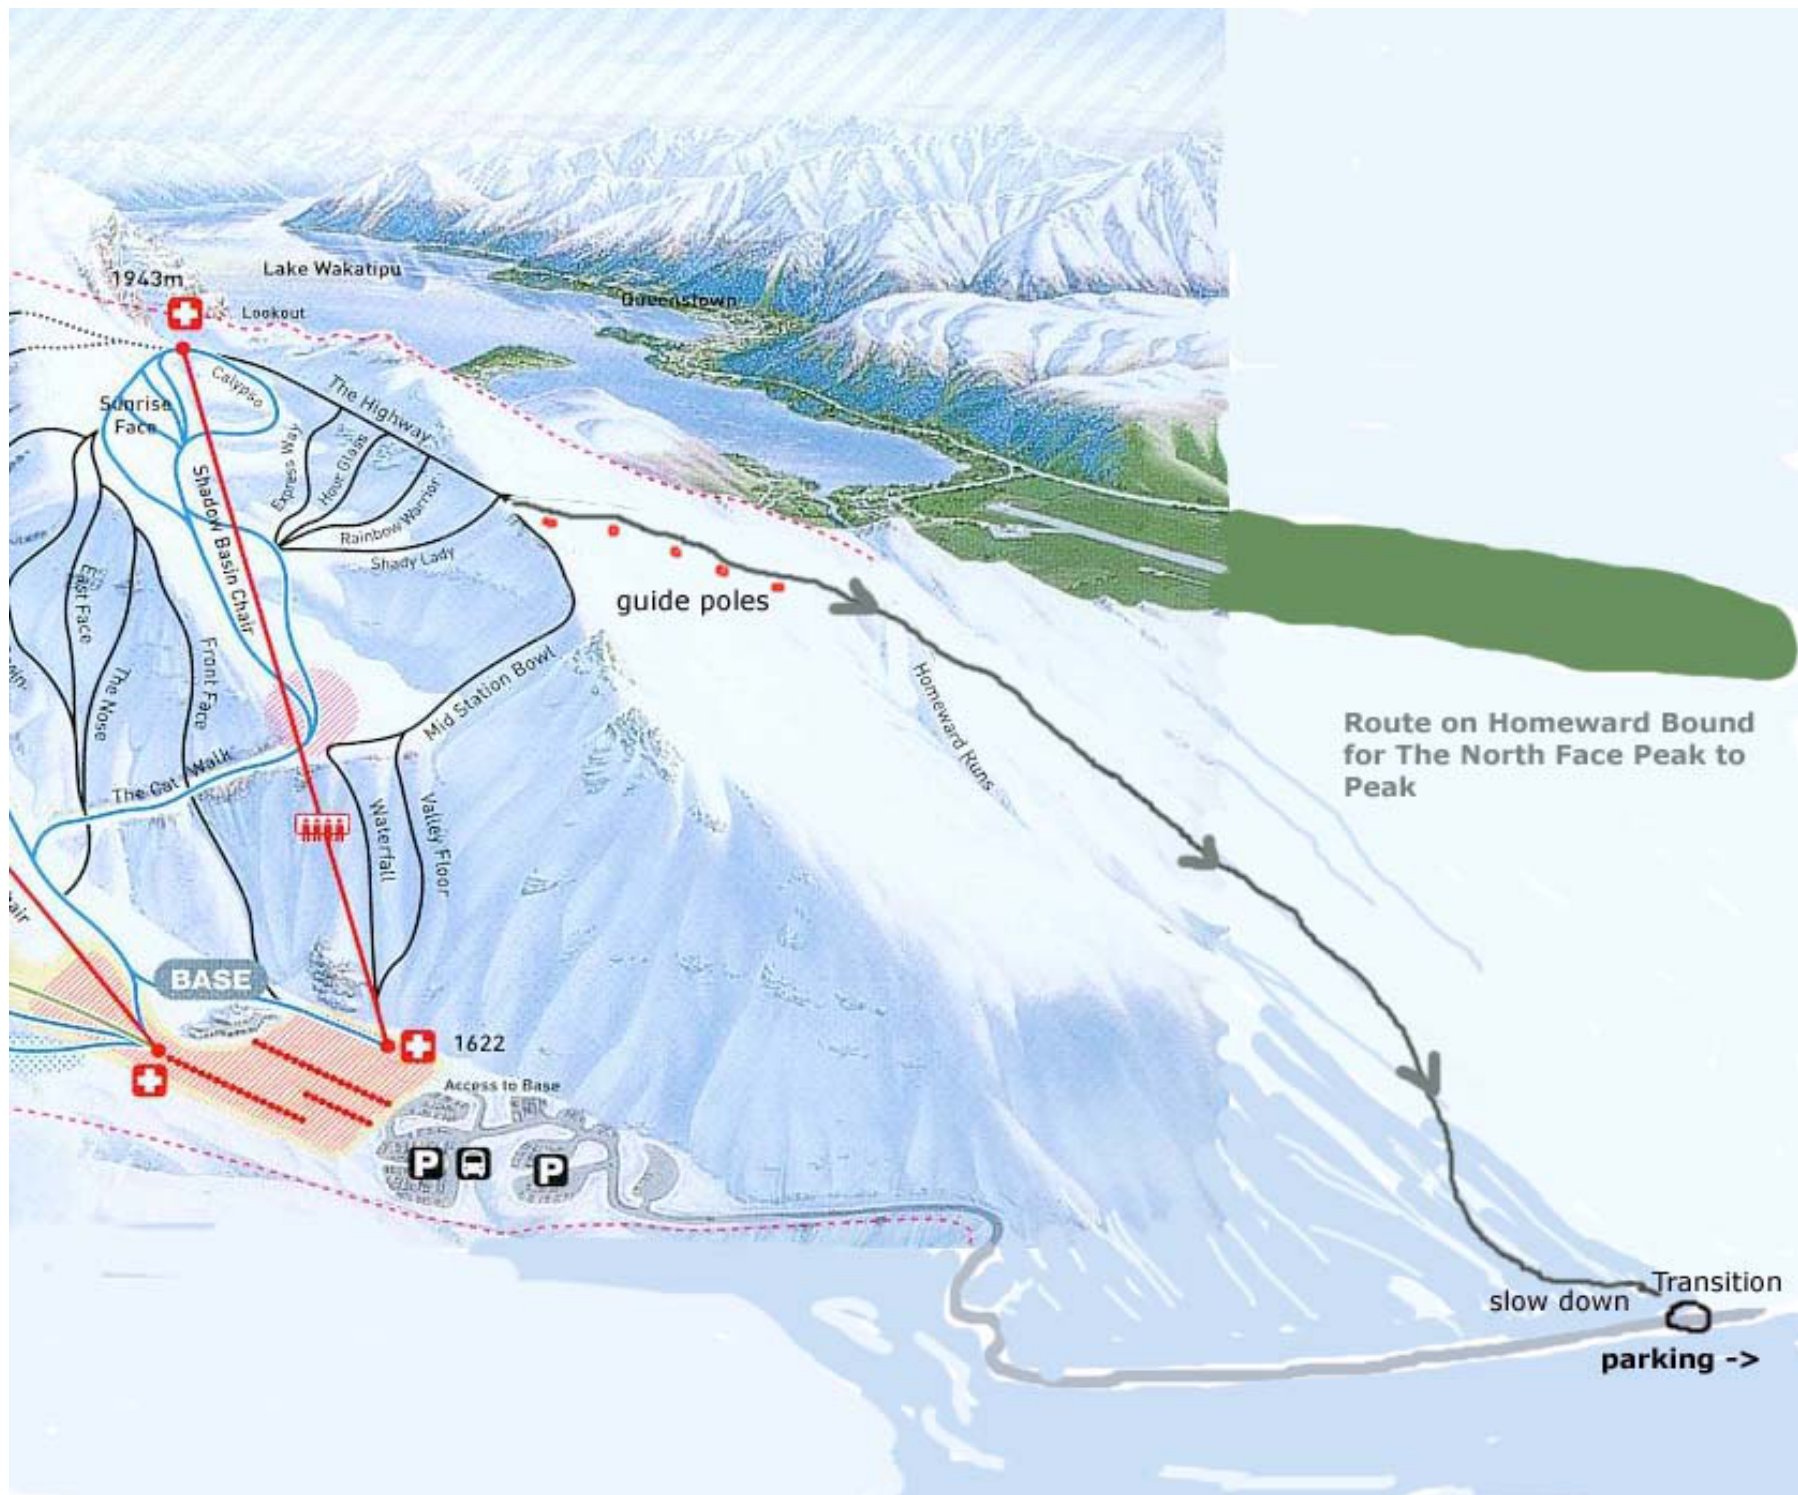 1943m
Lake Wakatipu
Lookout
Queenstown
Calypso
Sunrise
Face
The Highway
Express Way
Hour Glass
Rainbow Warrior
Shady Lady
Shadow Basin Chair
guide poles
East Face
The Nose
Front Face
Mid Station Bowl
Homeward Runs
Route on Homeward Bound
for The North Face Peak to
Peak
The Cat Walk
Waterfall
Valley Floor
BASE
1622
Access to Base
P
P
Transition
slow down
parking ->